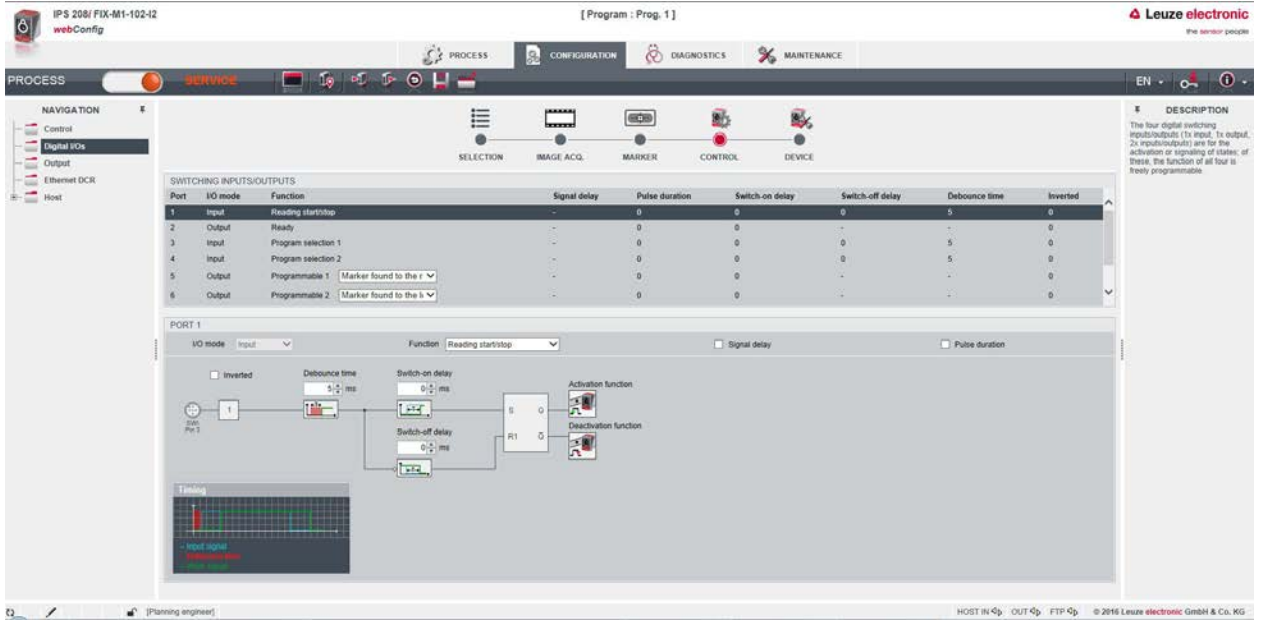 IPS 208i FIX-M1-102-I2
webConfig
[ Program : Prog. 1 ]
Leuze electronic
the sensor people
PROCESS
CONFIGURATION
DIAGNOSTICS
MAINTENANCE
PROCESS
SERVICE
EN
NAVIGATION
Control
Digital I/Os
Output
Ethernet DCR
Host
SELECTION
IMAGE ACQ.
MARKER
CONTROL
DEVICE
DESCRIPTION
The four digital switching
inputs/outputs (1x input, 1x output,
2x inputs/outputs) are for the
activation or signaling of states; of
these, the function of all four is
freely programmable
SWITCHING INPUTS/OUTPUTS
Port I/O mode Function Signal delay Pulse duration Switch-on delay Switch-off delay Debounce time Inverted
1 Input Reading start/stop - 0 0 0 5 0
2 Output Ready - 0 0 - - 0
3 Input Program selection 1 - 0 0 0 5 0
4 Input Program selection 2 - 0 0 0 5 0
5 Output Programmable 1 Marker found to the r - 0 0 - - 0
6 Output Programmable 2 Marker found to the l - 0 0 - - 0
PORT 1
I/O mode Input Function Reading start/stop Signal delay Pulse duration
Inverted
Debounce time
5 ms
Switch-on delay
0 ms
Activation function
1
S Q
Switch-off delay
0 ms
Deactivation function
R1 Q̅
Timing
- Input signal
[Planning engineer]
HOST IN OUT FTP
© 2016 Leuze electronic GmbH & Co. KG